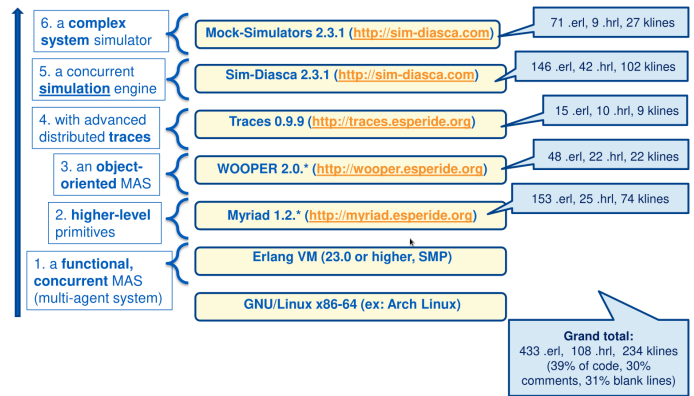 6. a complex
system simulator
Mock-Simulators 2.3.1 (http://sim-diasca.com)
71 .erl, 9 .hrl, 27 klines
5. a concurrent
simulation engine
Sim-Diasca 2.3.1 (http://sim-diasca.com)
146 .erl, 42 .hrl, 102 klines
4. with advanced
distributed traces
Traces 0.9.9 (http://traces.esperide.org)
15 .erl, 10 .hrl, 9 klines
3. an object-
oriented MAS
WOOPER 2.0.* (http://wooper.esperide.org)
48 .erl, 22 .hrl, 22 klines
2. higher-level
primitives
Myriad 1.2.* (http://myriad.esperide.org)
153 .erl, 25 .hrl, 74 klines
1. a functional,
concurrent MAS
(multi-agent system)
Erlang VM (23.0 or higher, SMP)
GNU/Linux x86-64 (ex: Arch Linux)
Grand total:
433 .erl, 108 .hrl, 234 klines
(39% of code, 30%
comments, 31% blank lines)